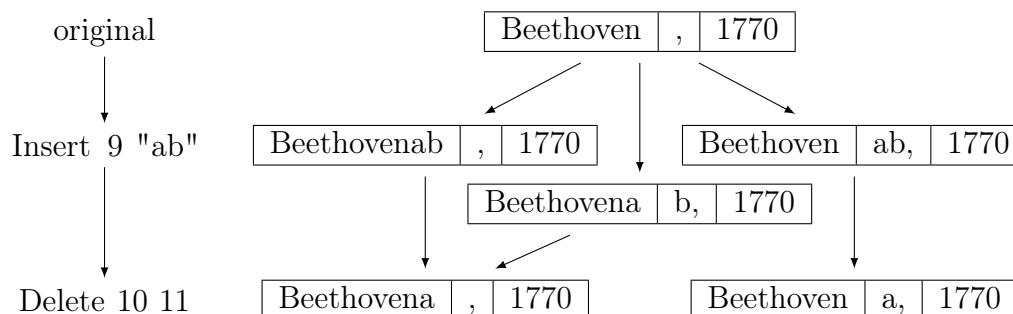 original Beethoven , 1770
Insert 9 "ab" Beethovenab , 1770 Beethoven ab, 1770
Beethovena b, 1770
Delete 10 11 Beethovena , 1770 Beethoven a, 1770